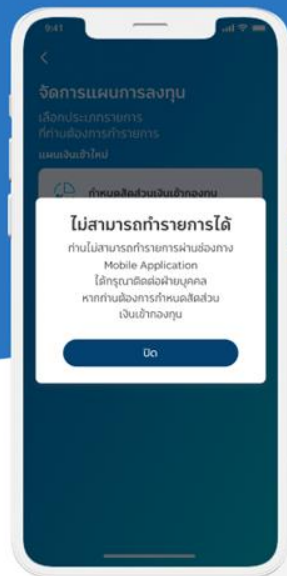 9:41
จัดการแผนการลงทุน
เลือกประเภทรายการ
ที่ท่านต้องการทำรายการ
แผนเงินเข้าใหม่
กำหนดสัดส่วนเงินเข้ากองทุน
ไม่สามารถทำรายการได้
ท่านไม่สามารถทำรายการผ่านช่องทาง
Mobile Application
ได้กรุณาติดต่อฝ่ายบุคคล
หากท่านต้องการกำหนดสัดส่วน
เงินเข้ากองทุน
ปิด